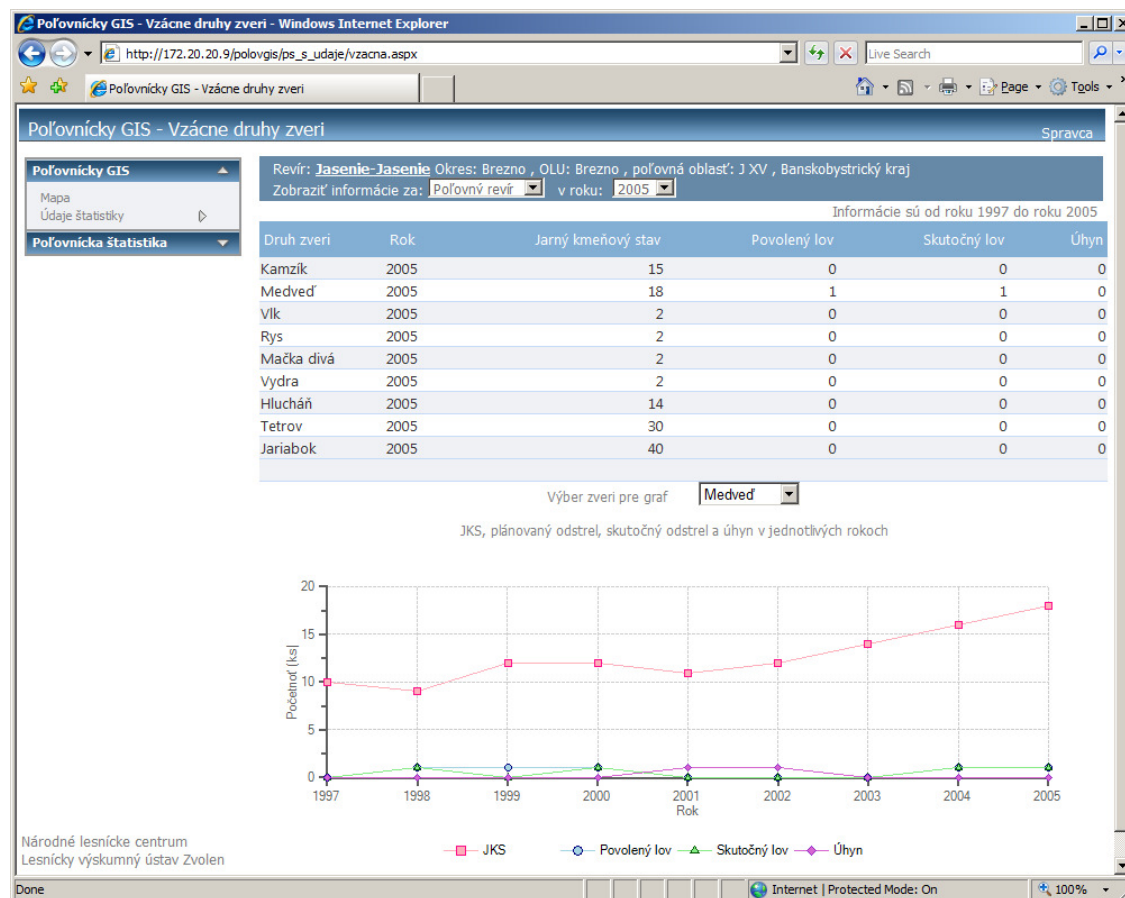 Poľovnícky GIS - Vzácne druhy zveri - Windows Internet Explorer
http://172.20.20.9/polovgis/ps_s_udaje/vzacna.aspx
Live Search
Poľovnícky GIS - Vzácne druhy zveri
Page
Tools
Poľovnícky GIS - Vzácne druhy zveri
Spravca
Poľovnícky GIS
Mapa
Údaje štatistiky
Poľovnícka štatistika
Revír: Jasenie-Jasenie Okres: Brezno , OLU: Brezno , poľovná oblasť: J XV , Banskobystrický kraj
Zobraziť informácie za: Poľovný revír v roku: 2005
Informácie sú od roku 1997 do roku 2005
Druh zveri Rok Jarný kmeňový stav Povolený lov Skutočný lov Úhyn
Kamzík 2005 15 0 0 0
Medveď 2005 18 1 1 0
Vlk 2005 2 0 0 0
Rys 2005 2 0 0 0
Mačka divá 2005 2 0 0 0
Vydra 2005 2 0 0 0
Hlucháň 2005 14 0 0 0
Tetrov 2005 30 0 0 0
Jariabok 2005 40 0 0 0
Výber zveri pre graf Medveď
JKS, plánovaný odstrel, skutočný odstrel a úhyn v jednotlivých rokoch
20
15
10
5
0
Početnoť [ks]
1997 1998 1999 2000 2001 2002 2003 2004 2005
Rok
JKS Povolený lov Skutočný lov Úhyn
Národné lesnícke centrum
Lesnícky výskumný ústav Zvolen
Done
Internet | Protected Mode: On
100%